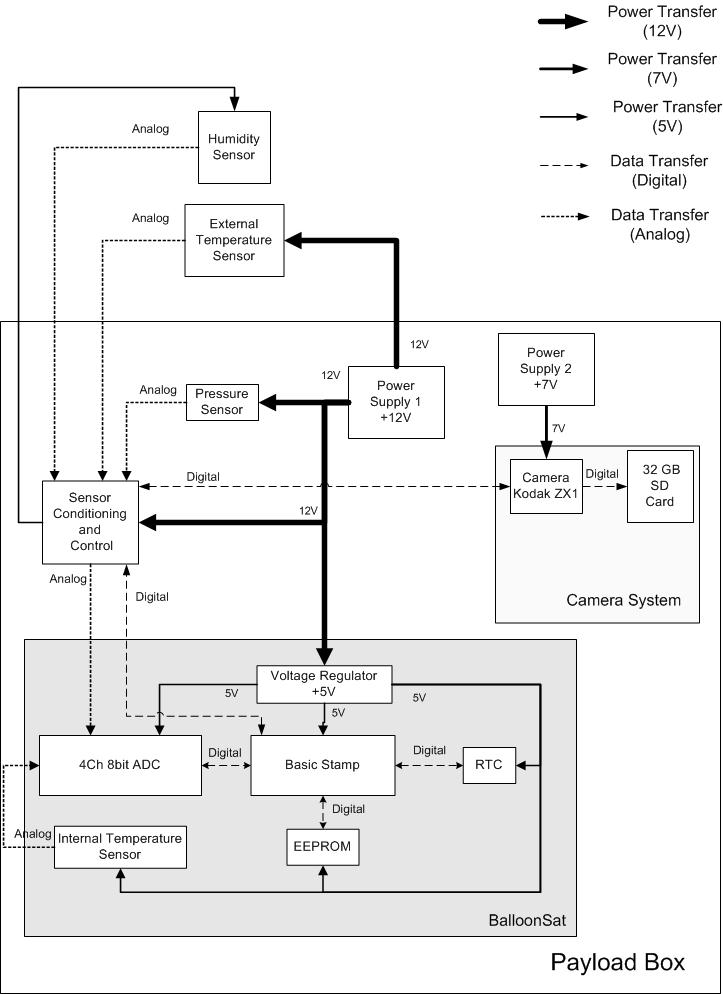 Power Transfer
(12V)
Power Transfer
(7V)
Power Transfer
(5V)
Data Transfer
(Digital)
Data Transfer
(Analog)
Analog
Humidity
Sensor
Analog
External
Temperature
Sensor
12V
12V
Power
Supply 1
+12V
Power
Supply 2
+7V
Analog
Pressure
Sensor
7V
Digital
Camera
Kodak ZX1
Digital
32 GB
SD
Card
Sensor
Conditioning
and
Control
12V
Camera System
Analog
Digital
Voltage Regulator
+5V
5V
5V
5V
4Ch 8bit ADC
Digital
Basic Stamp
Digital
RTC
Digital
Analog
Internal Temperature
Sensor
EEPROM
BalloonSat
Payload Box